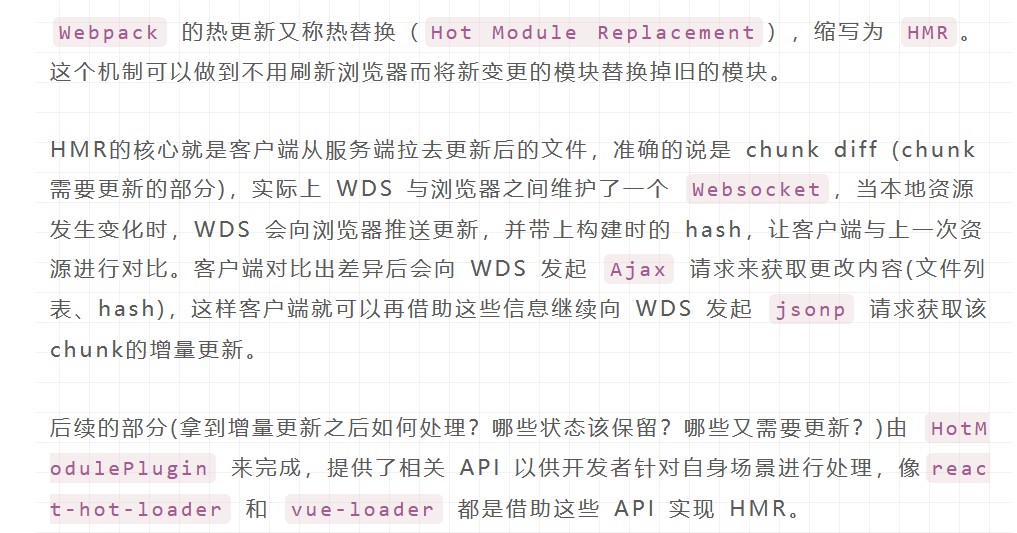 Webpack 的热更新又称热替换（Hot Module Replacement），缩写为 HMR。
这个机制可以做到不用刷新浏览器而将新变更的模块替换掉旧的模块。
HMR的核心就是客户端从服务端拉去更新后的文件，准确的说是 chunk diff (chunk
需要更新的部分)，实际上 WDS 与浏览器之间维护了一个 Websocket，当本地资源
发生变化时，WDS 会向浏览器推送更新，并带上构建时的 hash，让客户端与上一次资
源进行对比。客户端对比出差异后会向 WDS 发起 Ajax 请求来获取更改内容(文件列
表、hash)，这样客户端就可以再借助这些信息继续向 WDS 发起 jsonp 请求获取该
chunk的增量更新。
后续的部分(拿到增量更新之后如何处理？哪些状态该保留？哪些又需要更新？)由 HotM
odulePlugin 来完成，提供了相关 API 以供开发者针对自身场景进行处理，像 reac
t-hot-loader 和 vue-loader 都是借助这些 API 实现 HMR。